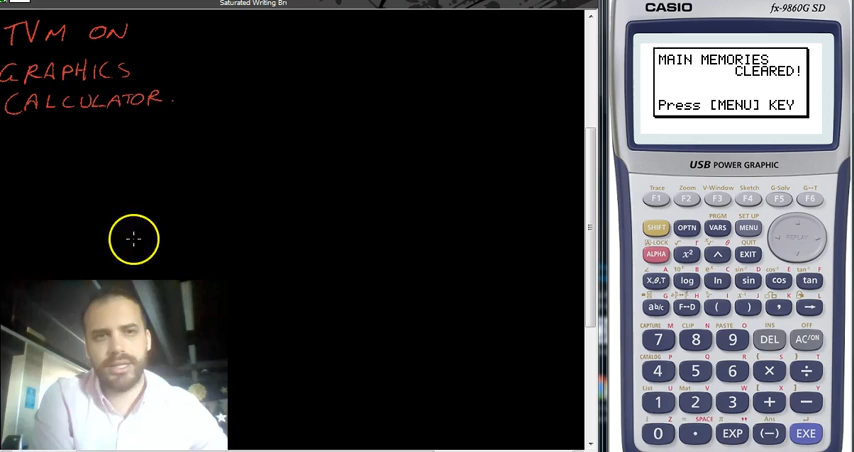 Saturated Writing Bri
TVM ON
GRAPHICS
CALCULATOR.
CASIO fx-9860G SD
MAIN MEMORIES
CLEARED!
Press [MENU] KEY
USB POWER GRAPHIC
Trace Zoom V-Window Sketch G-Solv G↔T
F1 F2 F3 F4 F5 F6
PRGM SET UP
SHIFT OPTN VARS MENU
REPLAY
A-LOCK QUIT
ALPHA x² ^ EXIT
X,θ,T log ln sin cos tan
a b/c F↔D ( ) , →
CAPTURE M CLIP N PASTE O INS OFF
7 8 9 DEL AC/ON
CATALOG P Q R { S } T
4 5 6 × ÷
List U Mat V W [ X ] Y
1 2 3 + −
i Z = SPACE π " Ans
0 . EXP (−) EXE